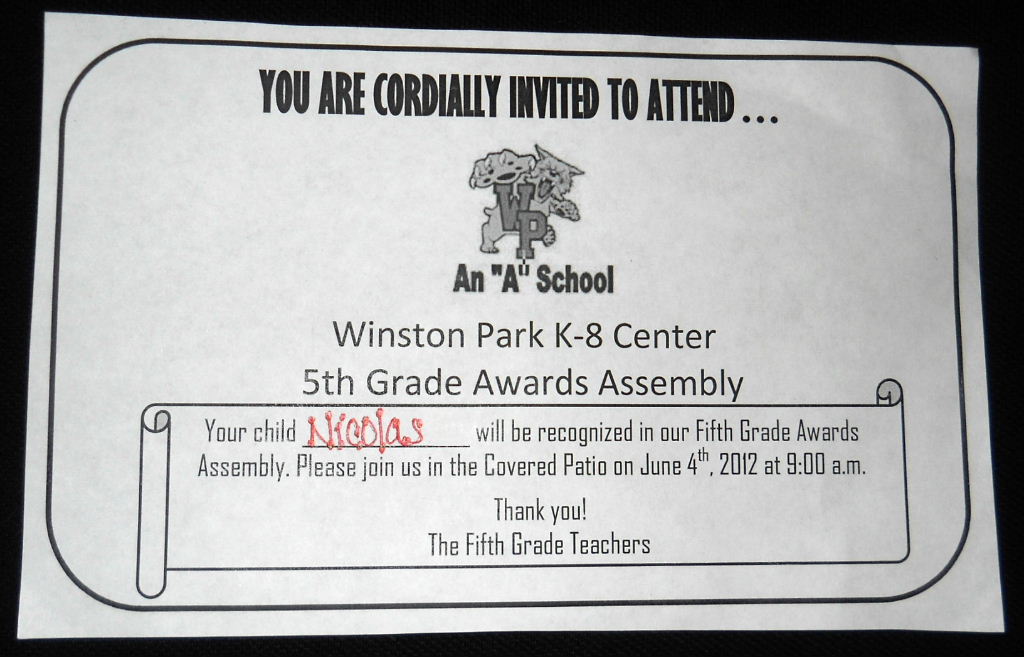 YOU ARE CORDIALLY INVITED TO ATTEND ...
WP
An "A" School
Winston Park K-8 Center
5th Grade Awards Assembly
Your child Nicolas will be recognized in our Fifth Grade Awards
Assembly. Please join us in the Covered Patio on June 4th, 2012 at 9:00 a.m.
Thank you!
The Fifth Grade Teachers